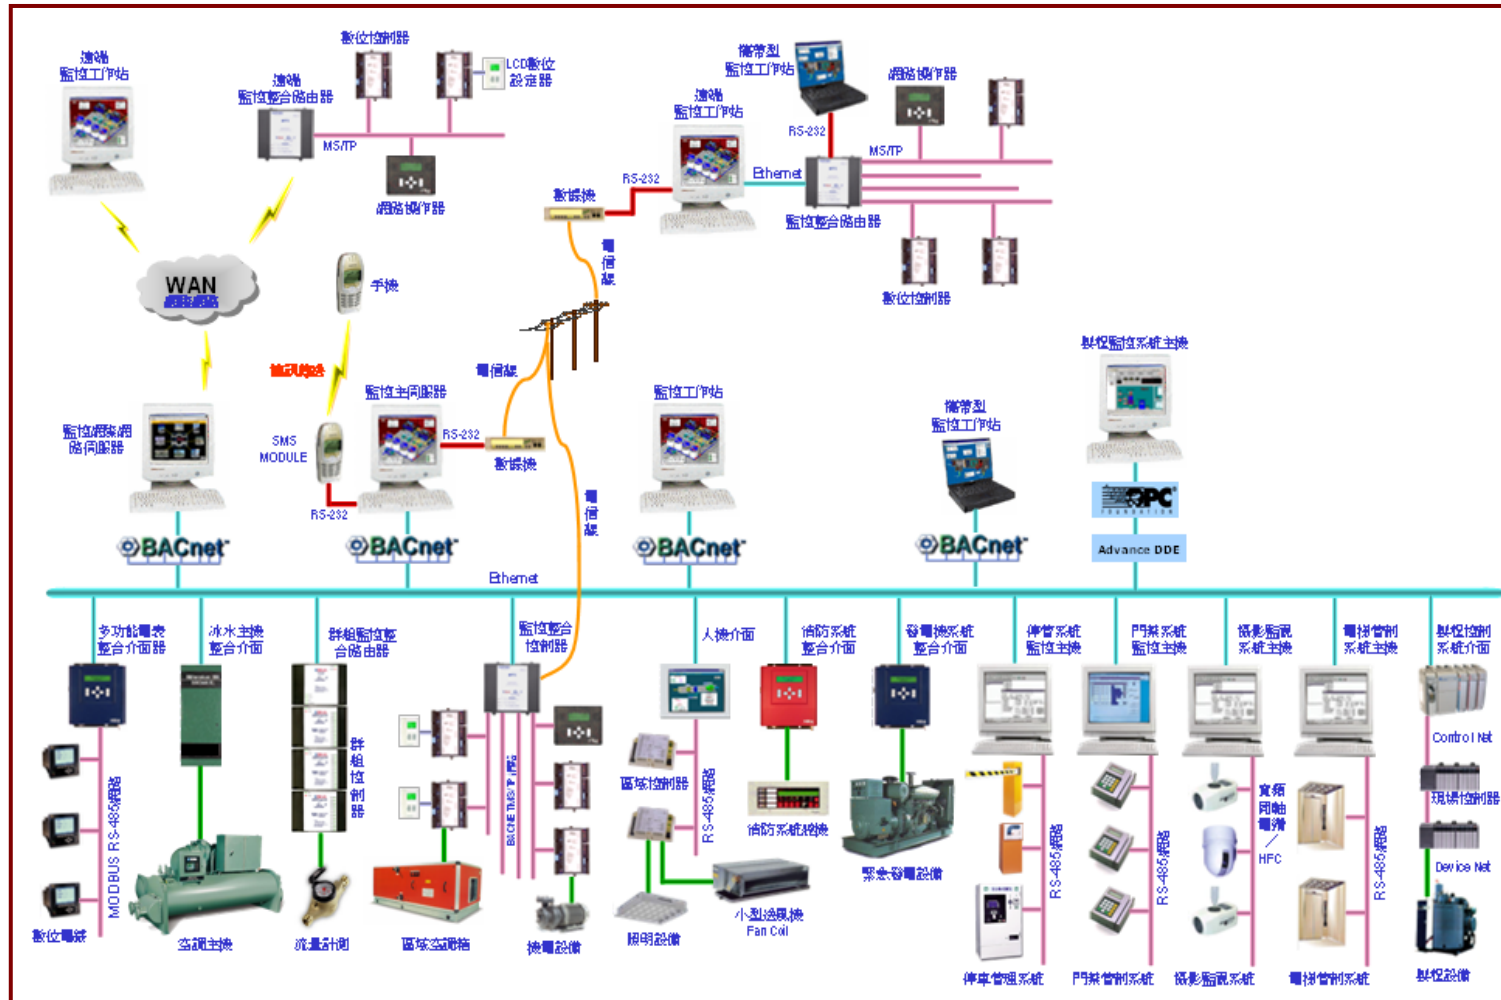 遠端
監控工作站
數位控制器
LCD數位
設定器
遠端
監控整合路由器
MS/TP
網路操作器
攜帶型
監控工作站
網路操作器
遠端
監控工作站
RS-232
MS/TP
Ethernet
RS-232
數據機
監控整合路由器
數位控制器
電信線
WAN
手機
電信線
監控主伺服器
監控工作站
製程監控系統主機
攜帶型
監控工作站
SMS
MODULE
RS-232
數據機
RS-232
電信線
OPC
FOUNDATION
Advance DDE
BACnet
BACnet
BACnet
BACnet
Ethernet
多功能電表
整合介面器
冰水主機
整合介面
群組監控整
合路由器
監控整合
控制器
人機介面
消防系統
整合介面
發電機系統
整合介面
停管系統
監控主機
門禁系統
監控主機
攝影監視
系統主機
電梯管制
系統主機
製程控制
系統介面
MODBUS RS-485網路
群組控制器
區域控制器
RS-485網路
消防系統總機
緊急發電設備
RS-485網路
RS-485網路
寬頻同軸電纜／HFC
RS-485網路
Control Net
現場控制器
Device Net
數位電錶
空調主機
流量計測
區域空調箱
機電設備
照明設備
小型送風機
Fan Coil
停車管理系統
門禁管制系統
攝影監視系統
電梯管制系統
製程設備